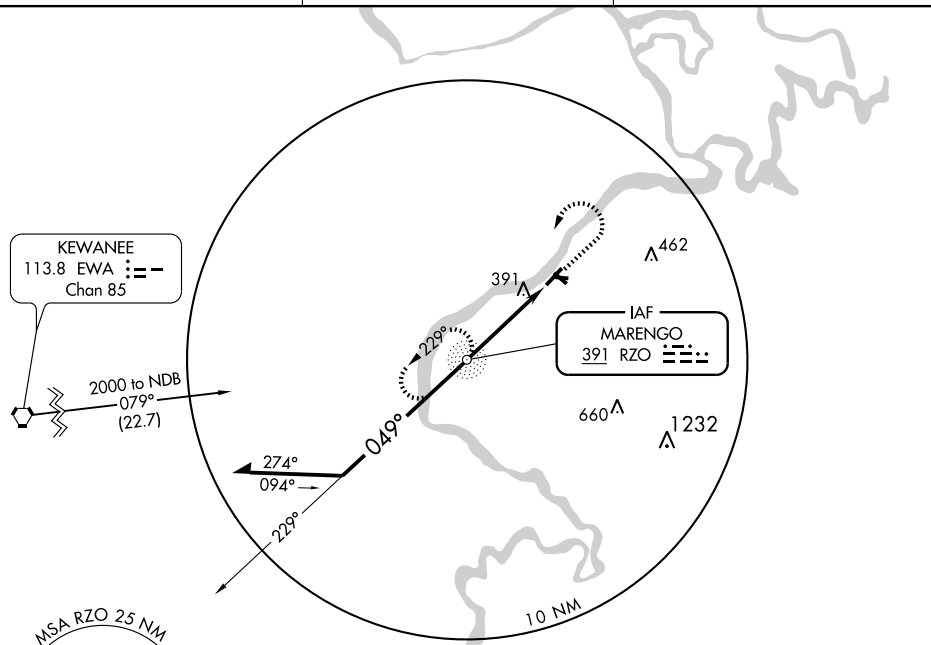 KEWANEE
113.8 EWA
Chan 85
2000 to NDB
079°
(22.7)
462
391
229°
IAF
MARENGO
391 RZO
660
1232
049°
274°
094°
229°
10 NM
MSA RZO 25 NM